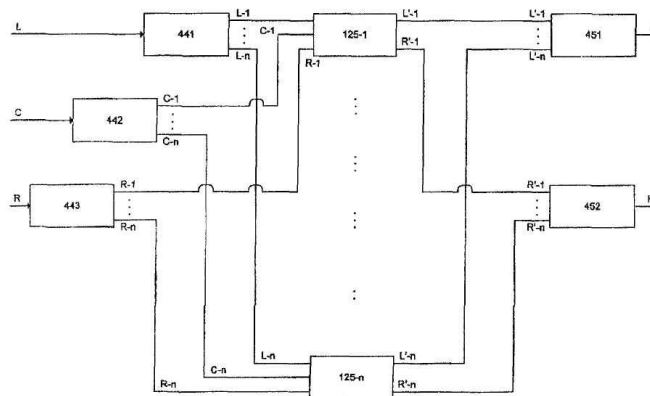 L
441
L-1
L-n
C-1
R-1
125-1
L'-1
R'-1
L'-1
L'-n
451
C
442
C-1
C-n
R
443
R-1
R-n
R'-1
R'-n
452
L-n
C-n
R-n
125-n
L'-n
R'-n